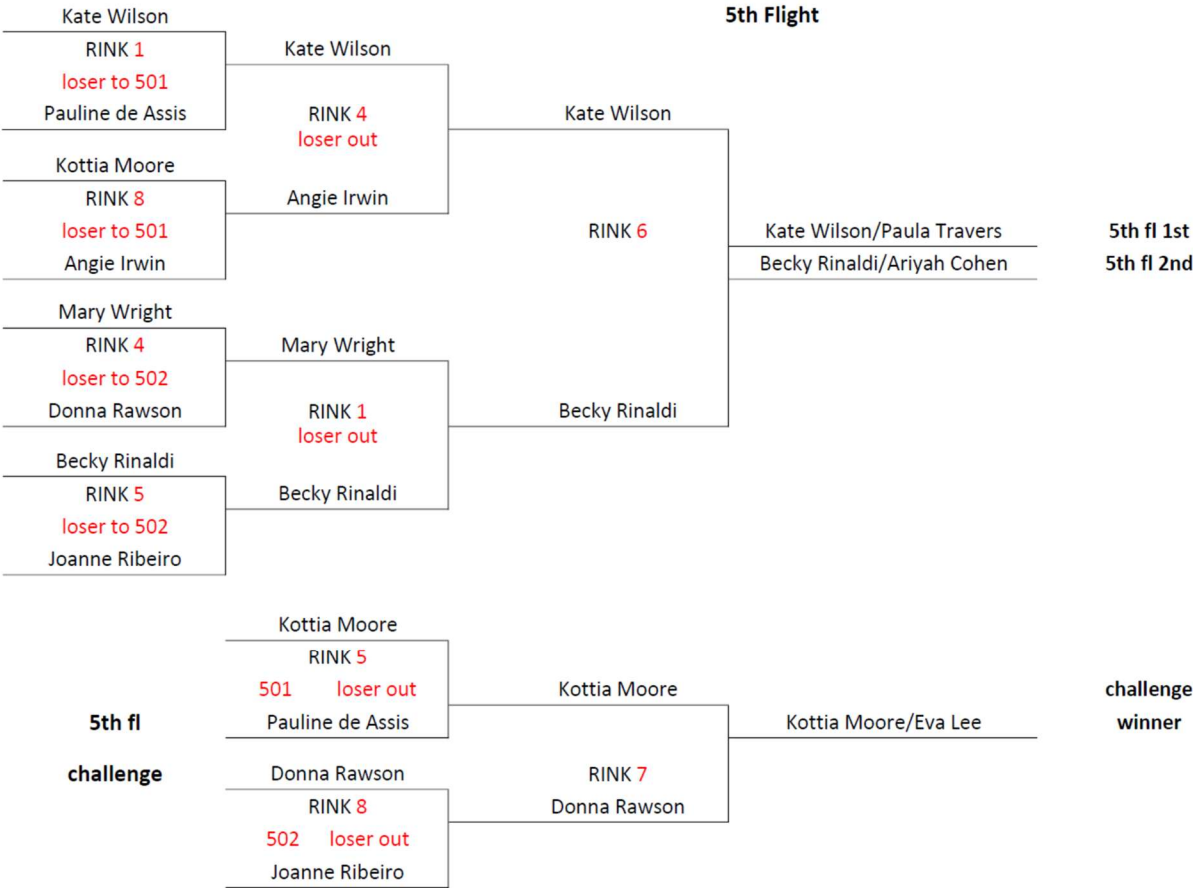 5th Flight
Kate Wilson
RINK 1
loser to 501
Pauline de Assis
Kottia Moore
RINK 8
loser to 501
Angie Irwin
Mary Wright
RINK 4
loser to 502
Donna Rawson
Becky Rinaldi
RINK 5
loser to 502
Joanne Ribeiro
Kate Wilson
RINK 4
loser out
Angie Irwin
Mary Wright
RINK 1
loser out
Becky Rinaldi
Kate Wilson
RINK 6
Becky Rinaldi
Kate Wilson/Paula Travers 5th fl 1st
Becky Rinaldi/Ariyah Cohen 5th fl 2nd
5th fl
challenge
Kottia Moore
RINK 5
501 loser out
Pauline de Assis
Donna Rawson
RINK 8
502 loser out
Joanne Ribeiro
Kottia Moore
RINK 7
Donna Rawson
Kottia Moore/Eva Lee
challenge
winner